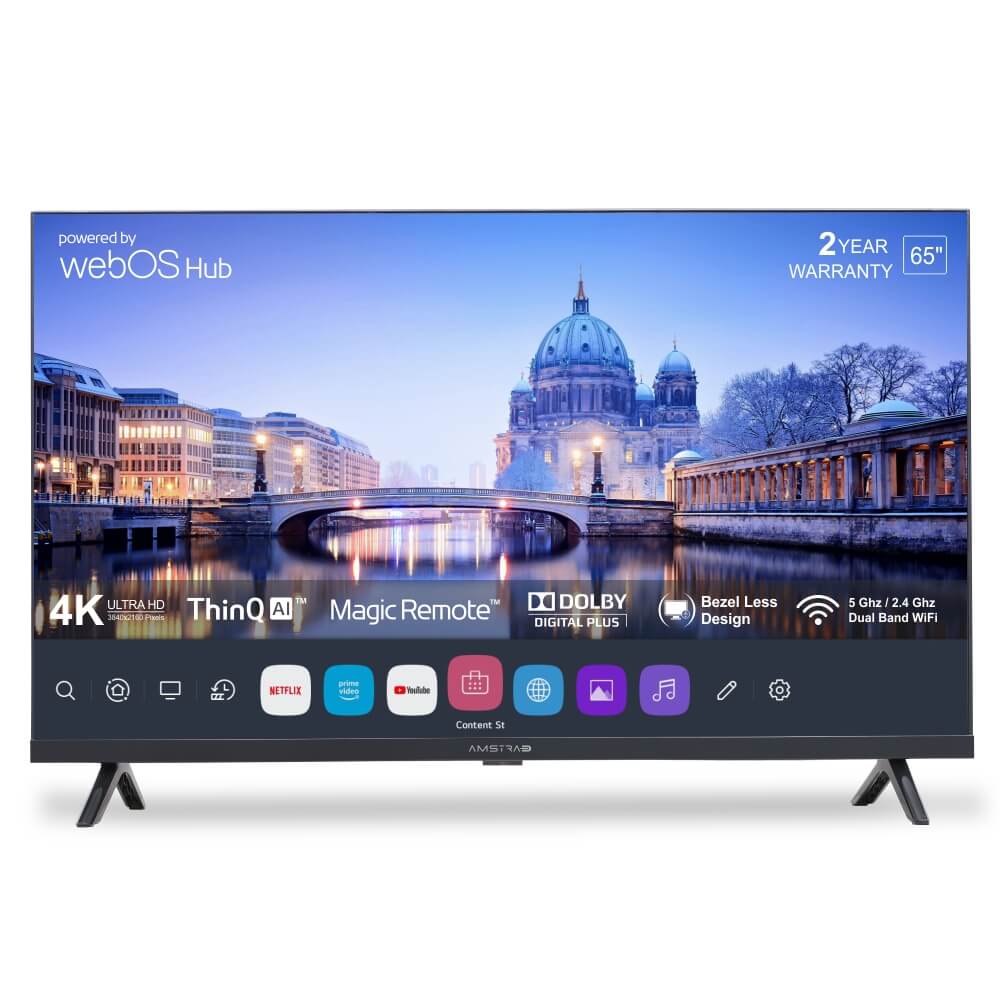 powered by
webOS Hub
2 YEAR
WARRANTY
65"
4K ULTRA HD
3840x2160 Pixels
ThinQ AI™
Magic Remote™
DOLBY
DIGITAL PLUS
Bezel Less
Design
5 Ghz / 2.4 Ghz
Dual Band WiFi
NETFLIX
prime
video
YouTube
Content St
AMSTRAD